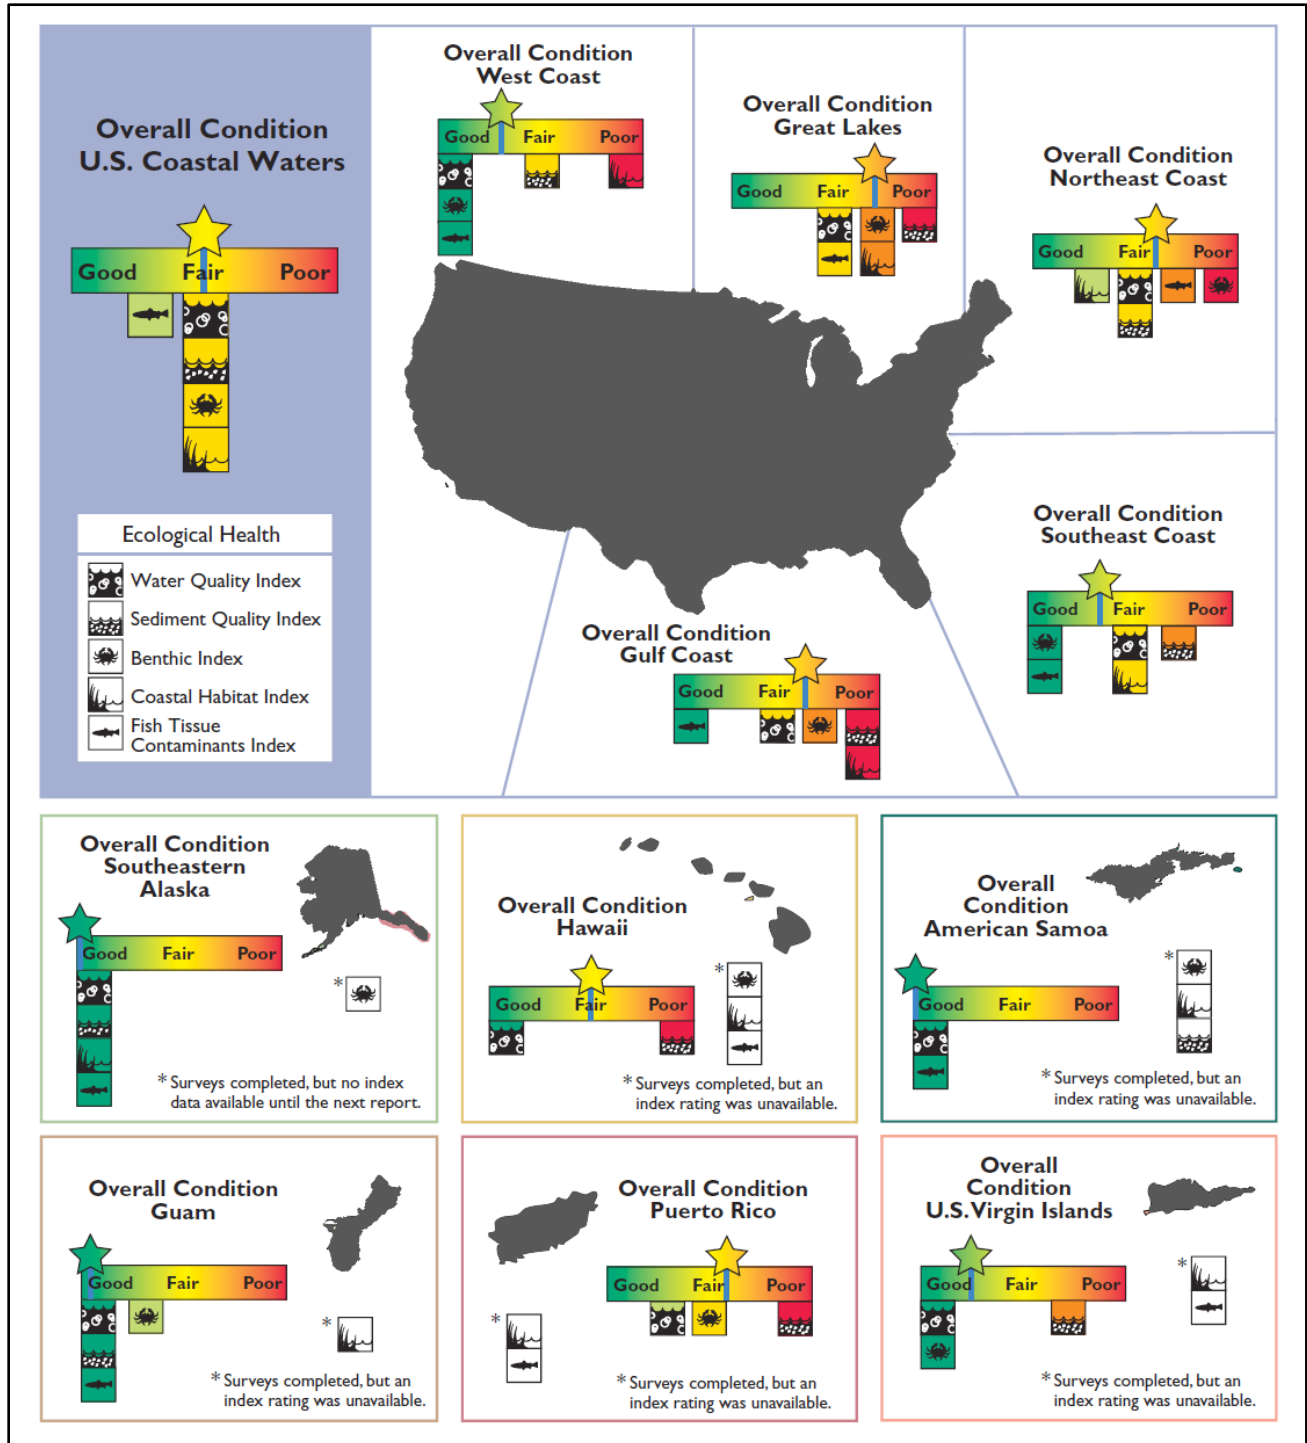 Overall Condition
U.S. Coastal Waters
Good Fair Poor
Ecological Health
Water Quality Index
Sediment Quality Index
Benthic Index
Coastal Habitat Index
Fish Tissue
Contaminants Index
Overall Condition
West Coast
Good Fair Poor
Overall Condition
Great Lakes
Good Fair Poor
Overall Condition
Northeast Coast
Good Fair Poor
Overall Condition
Southeast Coast
Good Fair Poor
Overall Condition
Gulf Coast
Good Fair Poor
Overall Condition
Southeastern
Alaska
Good Fair Poor
*
* Surveys completed, but no index
data available until the next report.
Overall Condition
Hawaii
Good Fair Poor
*
* Surveys completed, but an
index rating was unavailable.
Overall
Condition
American Samoa
Good Fair Poor
*
* Surveys completed, but an
index rating was unavailable.
Overall Condition
Guam
Good Fair Poor
*
* Surveys completed, but an
index rating was unavailable.
Overall Condition
Puerto Rico
Good Fair Poor
*
* Surveys completed, but an
index rating was unavailable.
Overall
Condition
U.S. Virgin Islands
Good Fair Poor
*
* Surveys completed, but an
index rating was unavailable.